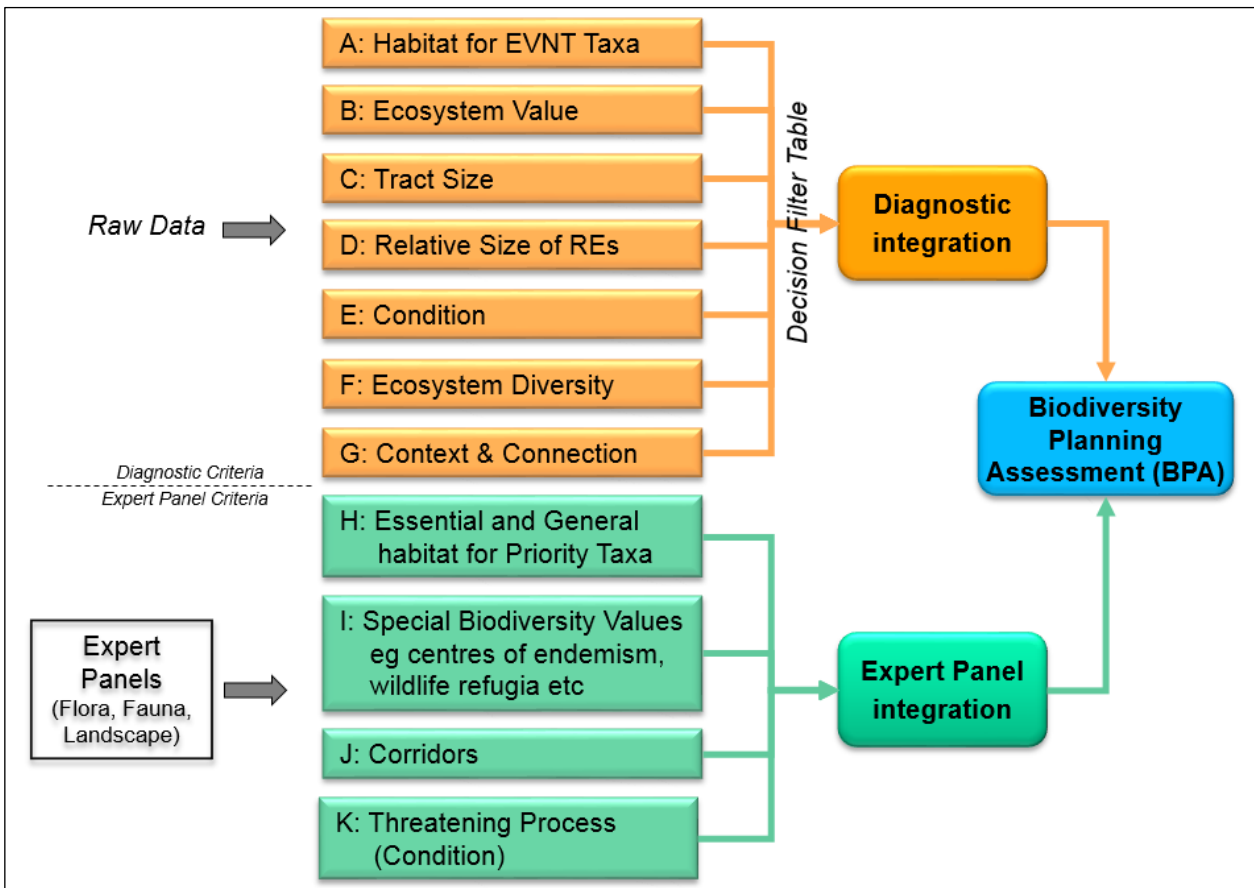 A: Habitat for EVNT Taxa
B: Ecosystem Value
C: Tract Size
Raw Data
D: Relative Size of REs
E: Condition
F: Ecosystem Diversity
G: Context & Connection
Decision Filter Table
Diagnostic
integration
Diagnostic Criteria
Expert Panel Criteria
Biodiversity
Planning
Assessment (BPA)
H: Essential and General
habitat for Priority Taxa
Expert
Panels
(Flora, Fauna,
Landscape)
I: Special Biodiversity Values
eg centres of endemism,
wildlife refugia etc
J: Corridors
K: Threatening Process
(Condition)
Expert Panel
integration